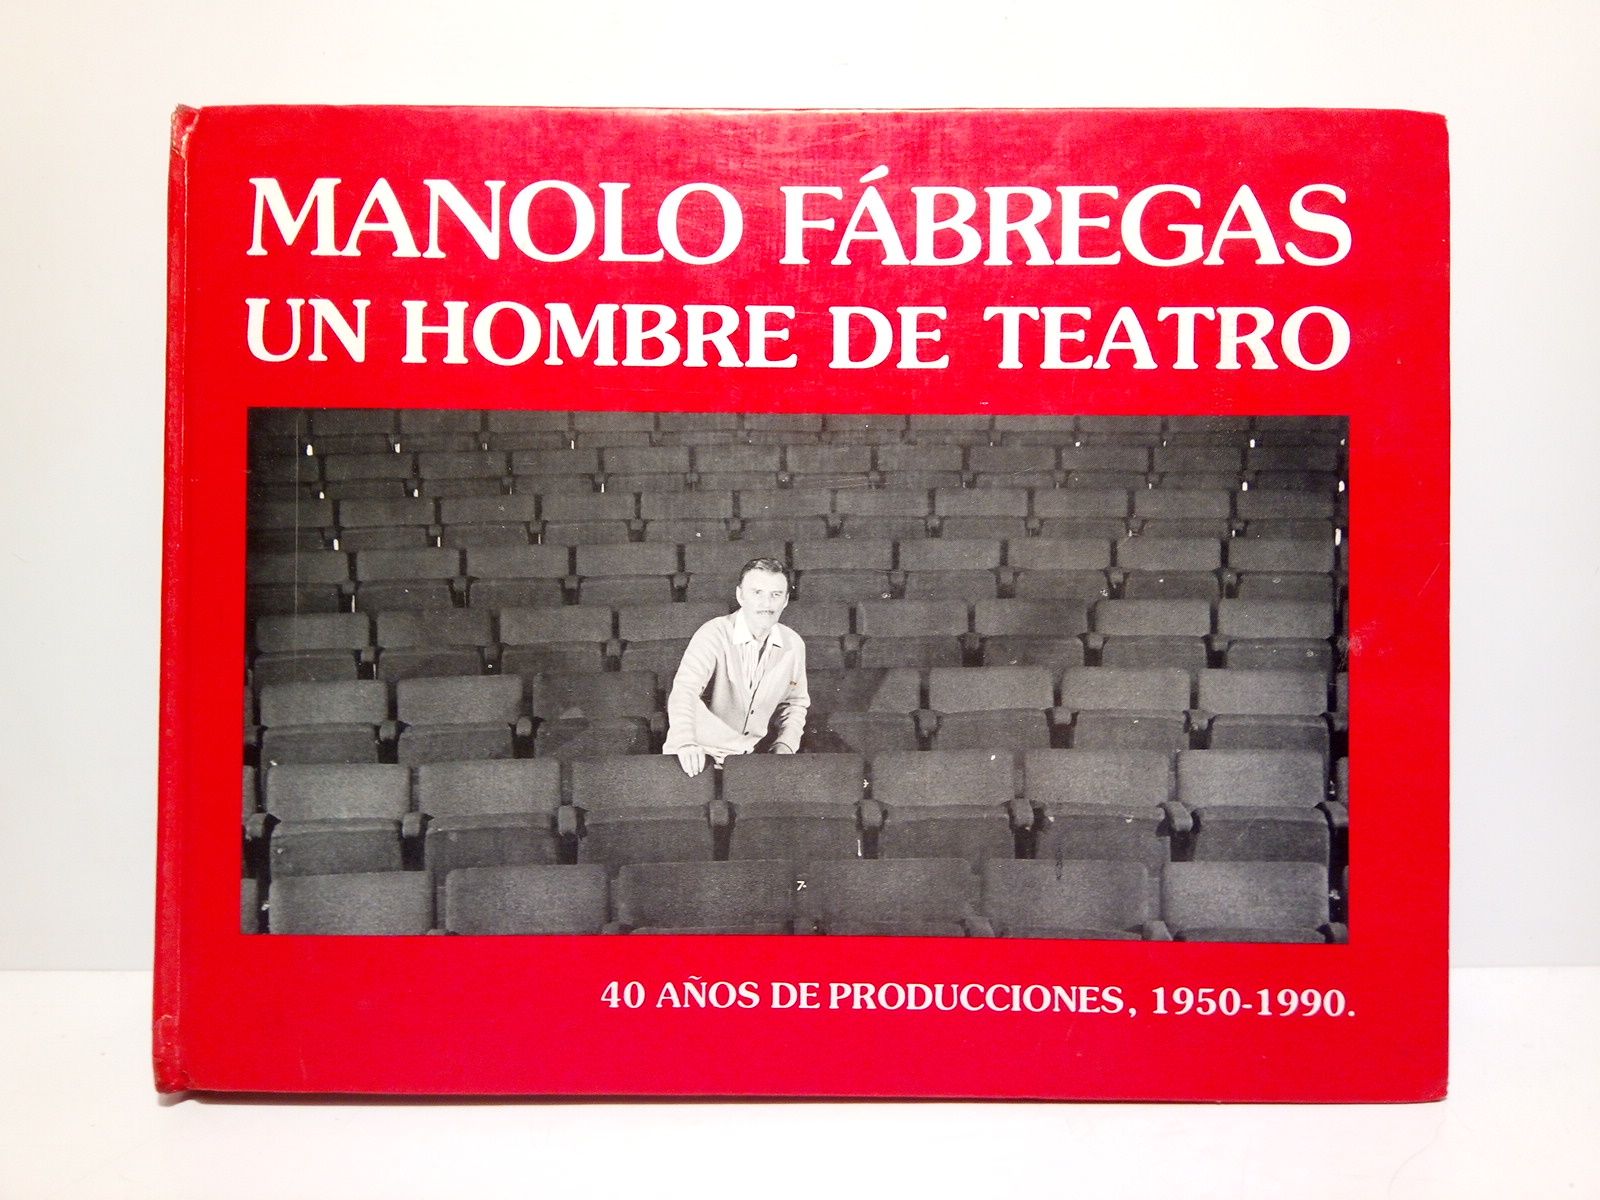 MANOLO FÁBREGAS
UN HOMBRE DE TEATRO
40 AÑOS DE PRODUCCIONES, 1950-1990.